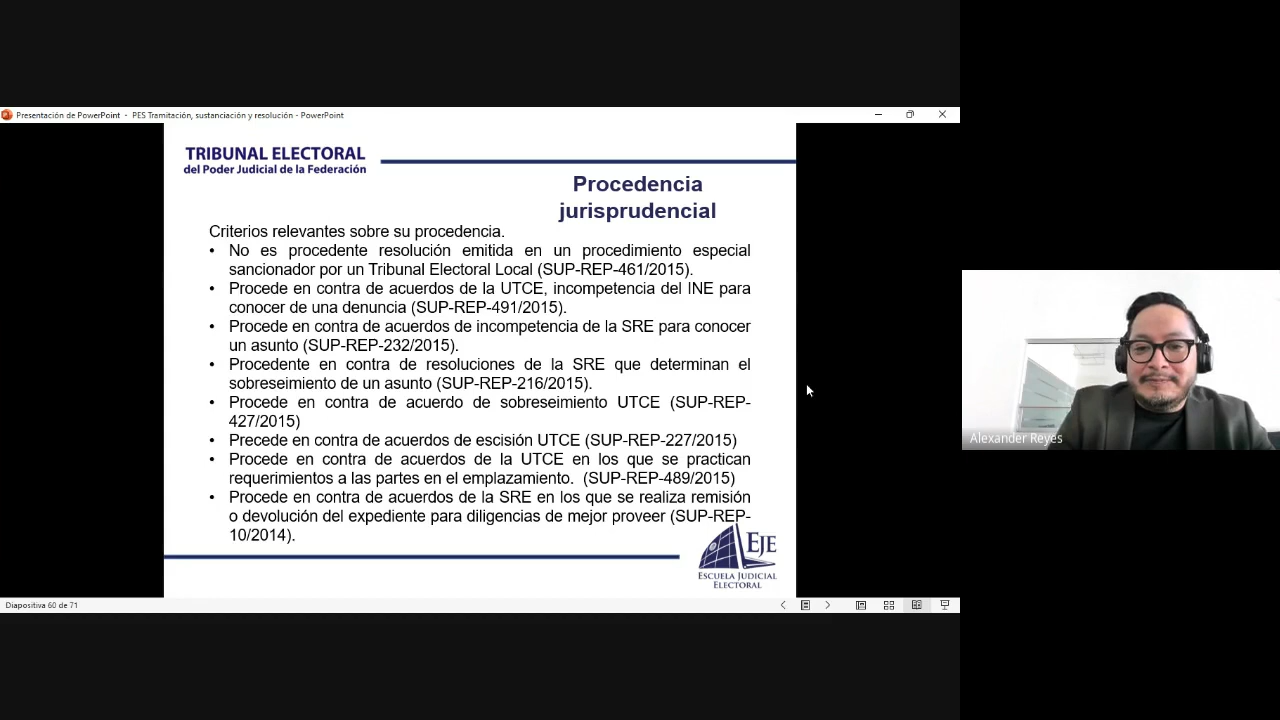 Presentación de PowerPoint - PES Tramitación, sustanciación y resolución - PowerPoint
TRIBUNAL ELECTORAL
del Poder Judicial de la Federación
Procedencia
jurisprudencial
Criterios relevantes sobre su procedencia.
• No es procedente resolución emitida en un procedimiento especial
sancionador por un Tribunal Electoral Local (SUP-REP-461/2015).
• Procede en contra de acuerdos de la UTCE, incompetencia del INE para
conocer de una denuncia (SUP-REP-491/2015).
• Procede en contra de acuerdos de incompetencia de la SRE para conocer
un asunto (SUP-REP-232/2015).
• Procedente en contra de resoluciones de la SRE que determinan el
sobreseimiento de un asunto (SUP-REP-216/2015).
• Procede en contra de acuerdo de sobreseimiento UTCE (SUP-REP-
427/2015)
• Precede en contra de acuerdos de escisión UTCE (SUP-REP-227/2015)
• Procede en contra de acuerdos de la UTCE en los que se practican
requerimientos a las partes en el emplazamiento. (SUP-REP-489/2015)
• Procede en contra de acuerdos de la SRE en los que se realiza remisión
o devolución del expediente para diligencias de mejor proveer (SUP-REP-
10/2014).
EJE
ESCUELA JUDICIAL
ELECTORAL
Diapositiva 60 de 71
Alexander Reyes